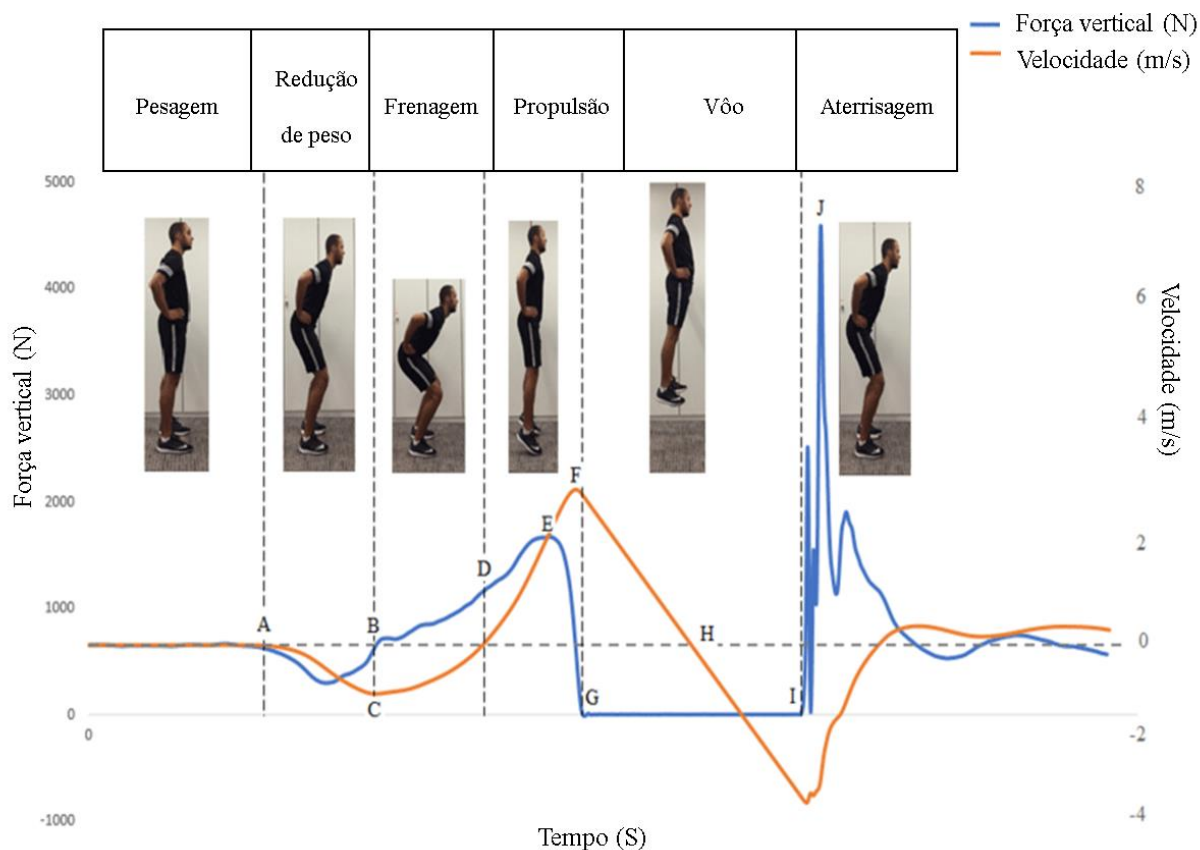 Força vertical (N)
Velocidade (m/s)
Pesagem
Redução
de peso
Frenagem
Propulsão
Vôo
Aterrisagem
5000
4000
3000
2000
1000
0
-1000
0
Força vertical (N)
8
6
4
2
0
-2
-4
Velocidade (m/s)
A
B
C
D
E
F
G
H
I
J
Tempo (S)